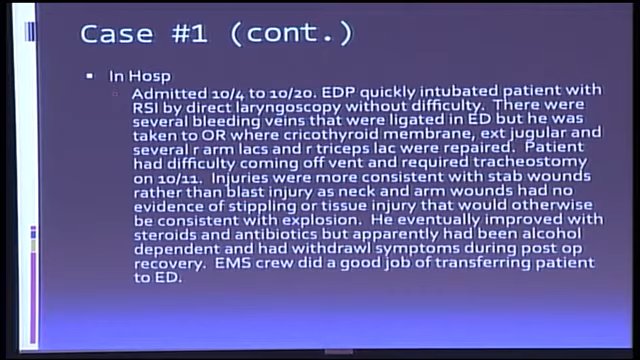 Case #1 (cont.)
In Hosp
Admitted 10/4 to 10/20. EDP quickly intubated patient with
RSI by direct laryngoscopy without difficulty. There were
several bleeding veins that were ligated in ED but he was
taken to OR where cricothyroid membrane, ext jugular and
several r arm lacs and r triceps lac were repaired. Patient
had difficulty coming off vent and required tracheostomy
on 10/11. Injuries were more consistent with stab wounds
rather than blast injury as neck and arm wounds had no
evidence of stippling or tissue injury that would otherwise
be consistent with explosion. He eventually improved with
steroids and antibiotics but apparently had been alcohol
dependent and had withdrawl symptoms during post op
recovery. EMS crew did a good job of transferring patient
to ED.